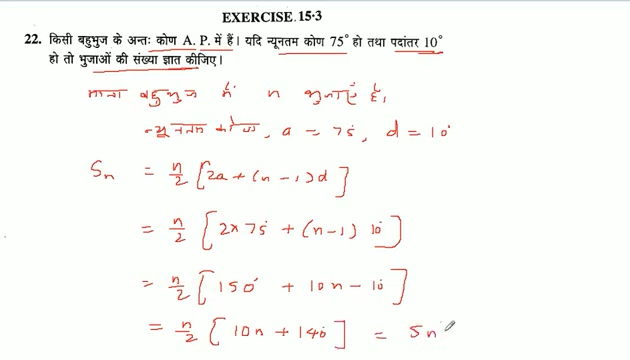 EXERCISE.15·3
22. किसी बहुभुज के अन्तः कोण A. P. में हैं। यदि न्यूनतम कोण 75° हो तथा पदांतर 10°
हो तो भुजाओं की संख्या ज्ञात कीजिए।
माना बहुभुज में n भुजाएँ हैं,
न्यूनतम कोण, a = 75°, d = 10°
Sn = n/2 [2a + (n - 1)d]
= n/2 [2×75° + (n-1) 10°]
= n/2 [150° + 10n - 10°]
= n/2 [10n + 140°] = 5n